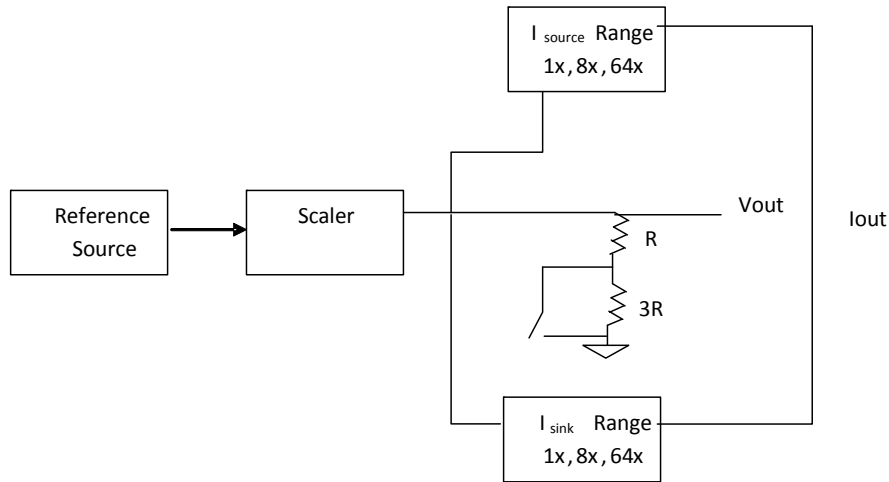 I source Range
1x, 8x, 64x
Reference
Source
Scaler
Vout
Iout
R
3R
I sink Range
1x, 8x, 64x